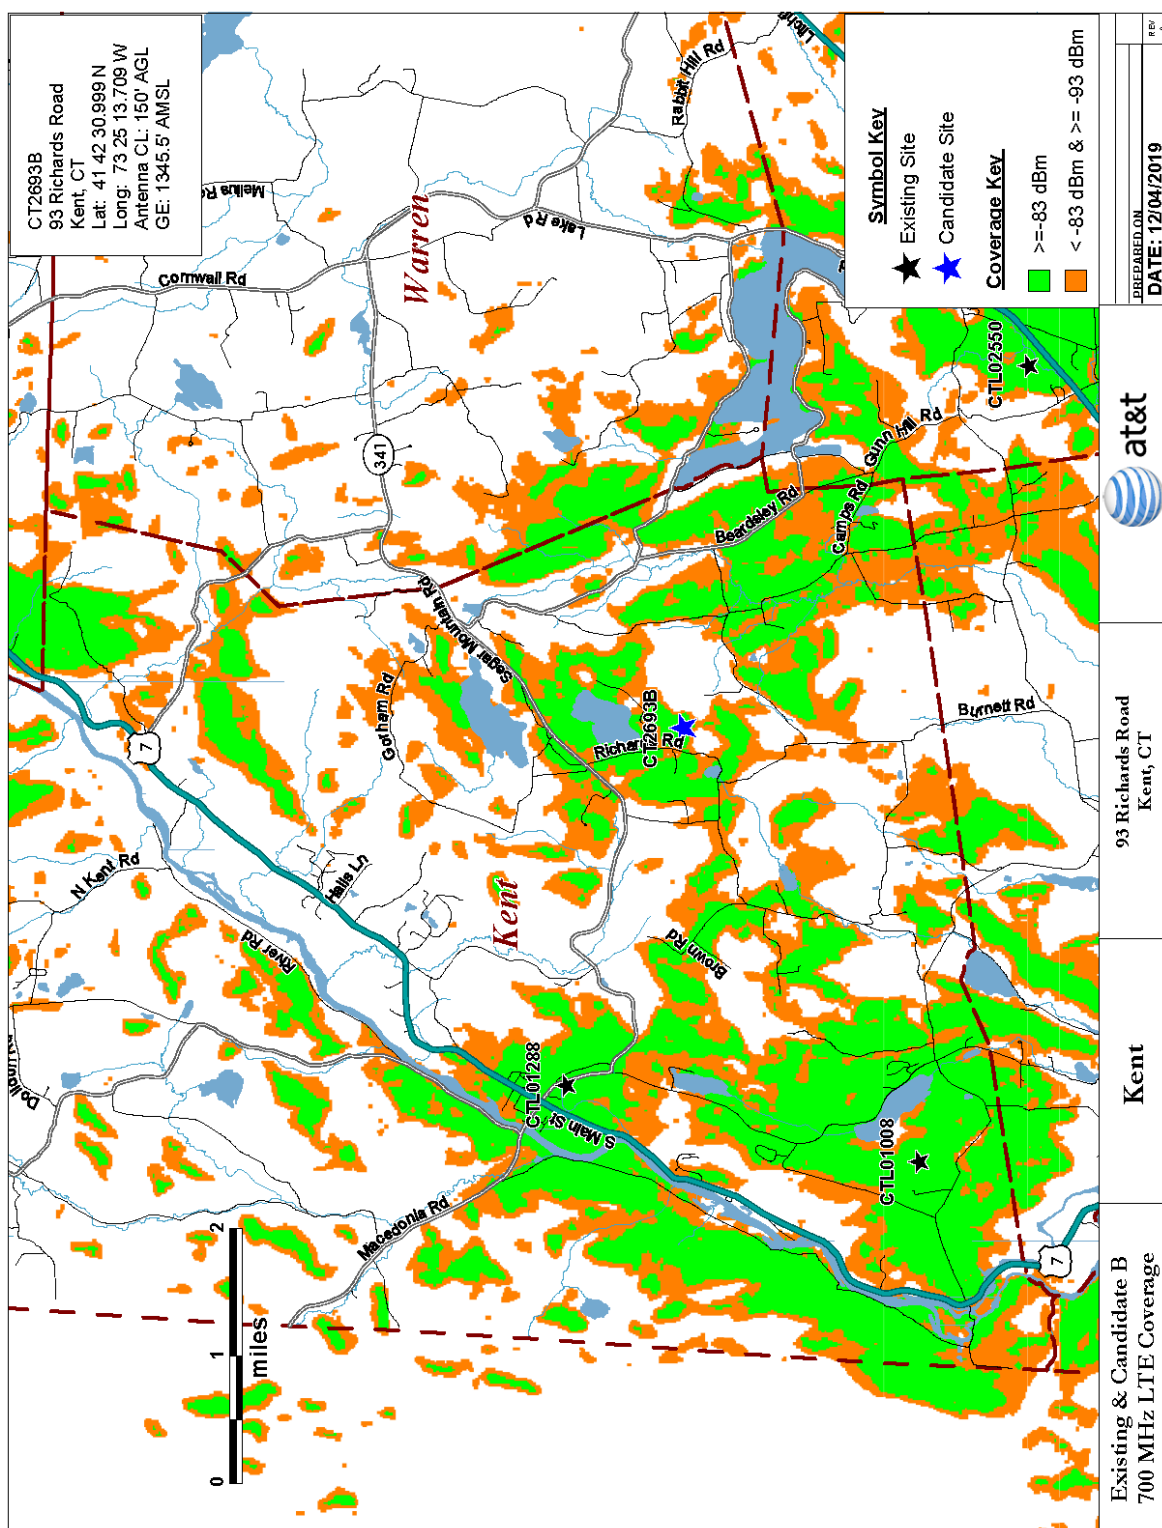 CT2693B
93 Richards Road
Kent, CT
Lat: 41 42 30.999 N
Long: 73 25 13.709 W
Antenna CL: 150' AGL
GE: 1345.5' AMSL
Symbol Key
Existing Site
Candidate Site
Coverage Key
>=-83 dBm
< -83 dBm & >= -93 dBm
Cornwall Rd
Melius Rd
Warren
Lake Rd
Rabbit Hill Rd
341
7
N Kent Rd
River Rd
Halls Ln
Gorham Rd
Segar Mountain Rd
Kent
Richards Rd
CT2693B
Beardsley Rd
Camps Rd
Gunn Hill Rd
CTL02550
Burnett Rd
Brown Rd
CTL01288
S Main St
CTL01008
Macedonia Rd
7
0 1 2
miles
Existing & Candidate B
700 MHz LTE Coverage
Kent
93 Richards Road
Kent, CT
at&t
PREPARED ON
DATE: 12/04/2019
REV